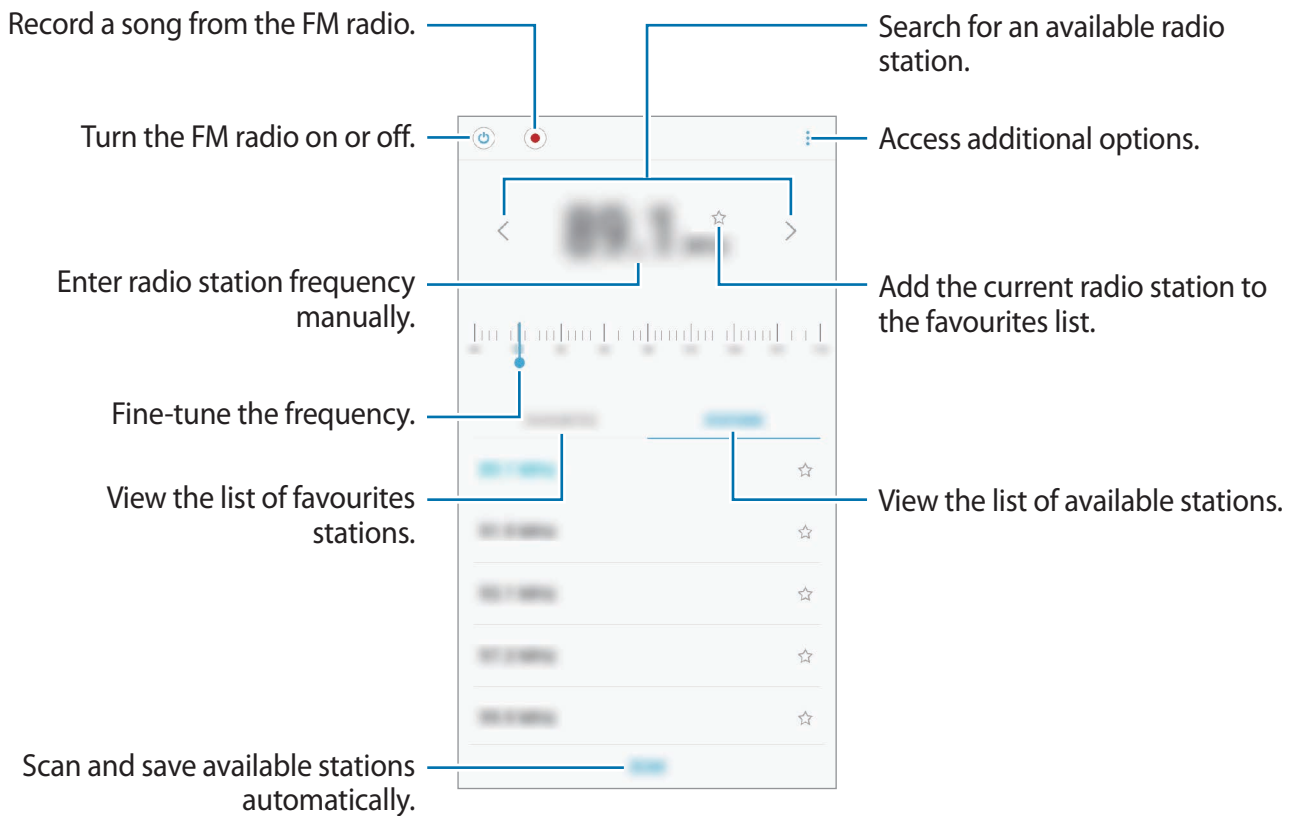 Record a song from the FM radio.
Search for an available radio
station.
Turn the FM radio on or off.
Access additional options.
89.1
Enter radio station frequency
manually.
Add the current radio station to
the favourites list.
Fine-tune the frequency.
View the list of favourites
stations.
View the list of available stations.
Scan and save available stations
automatically.